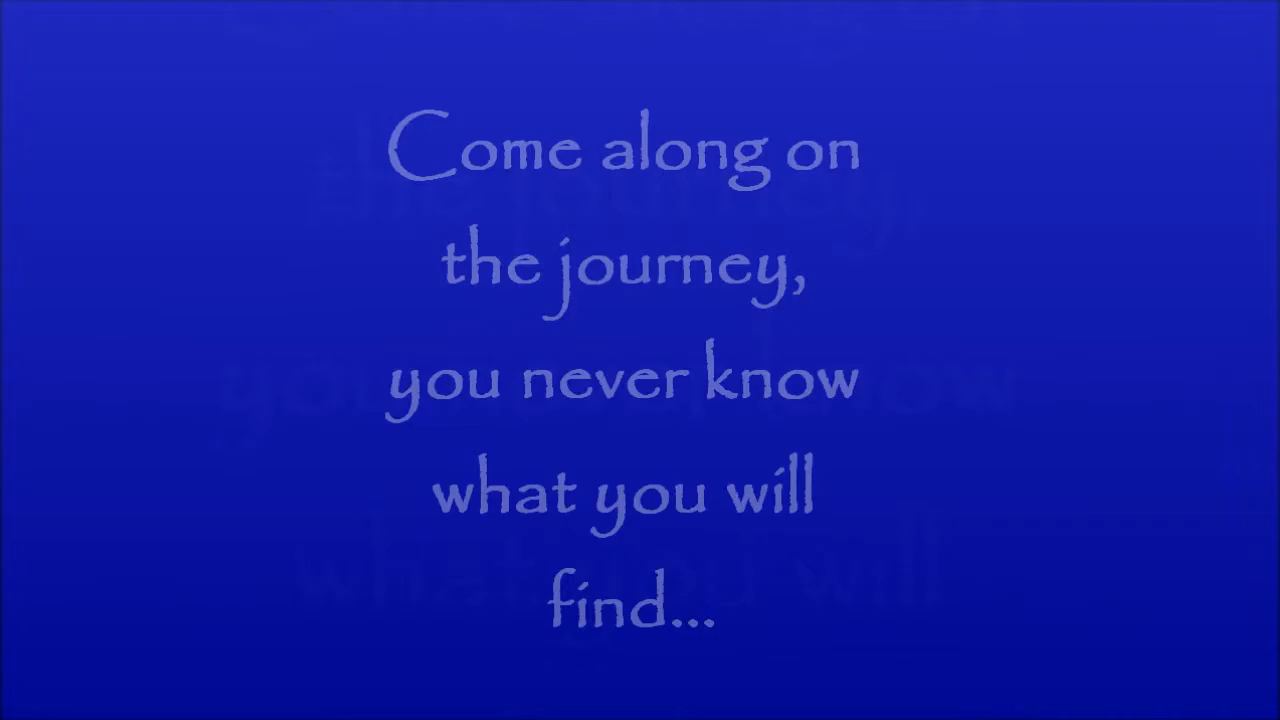 Come along on
the journey,
you never know
what you will
find...